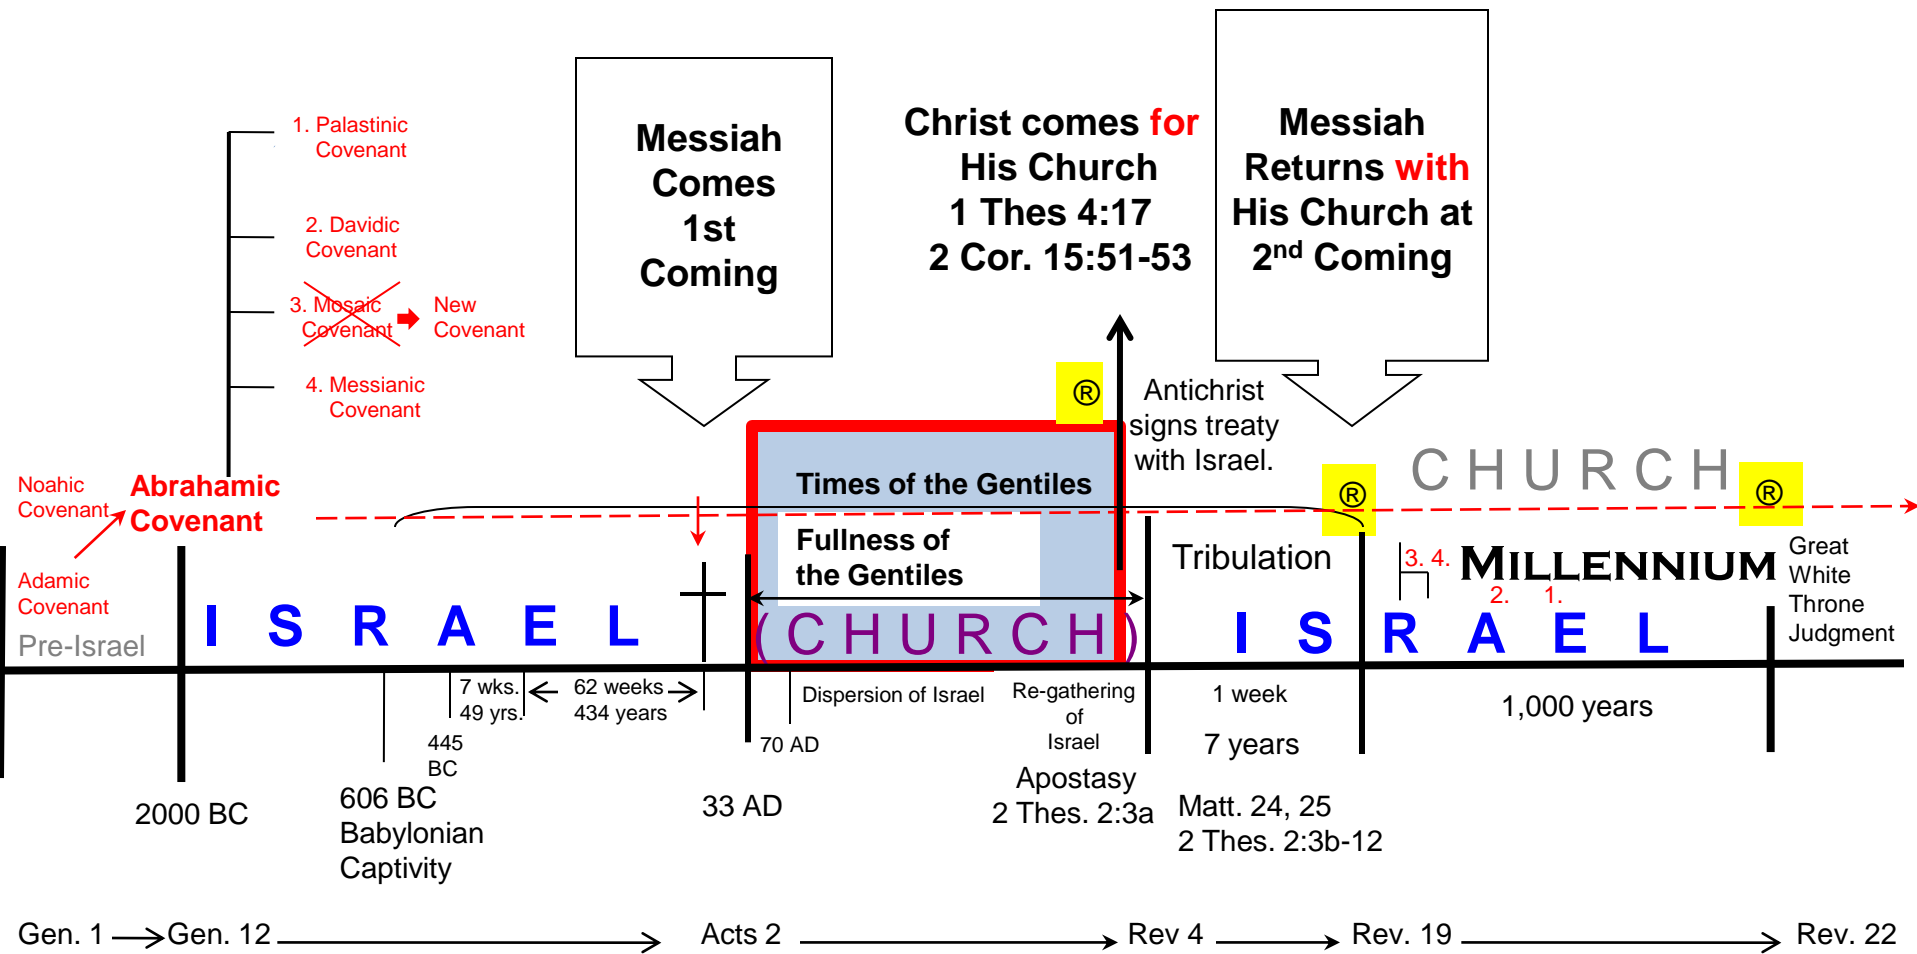 Messiah
Comes
1st
Coming
Christ comes for
His Church
1 Thes 4:17
2 Cor. 15:51-53
Messiah
Returns with
His Church at
2nd Coming
1. Palastinic
Covenant
2. Davidic
Covenant
3. Mosaic
Covenant
New
Covenant
4. Messianic
Covenant
®
Antichrist
signs treaty
with Israel.
Noahic
Covenant
Abrahamic
Covenant
Adamic
Covenant
Pre-Israel
Times of the Gentiles
Fullness of
the Gentiles
®
CHURCH
®
Tribulation
3. 4.
MILLENNIUM
2. 1.
Great
White
Throne
Judgment
ISRAEL
(CHURCH)
ISRAEL
7 wks.
49 yrs.
62 weeks
434 years
445
BC
70 AD
Dispersion of Israel
Re-gathering
of
Israel
1 week
7 years
1,000 years
2000 BC
606 BC
Babylonian
Captivity
33 AD
Apostasy
2 Thes. 2:3a
Matt. 24, 25
2 Thes. 2:3b-12
Gen. 1 Gen. 12 Acts 2 Rev 4 Rev. 19 Rev. 22